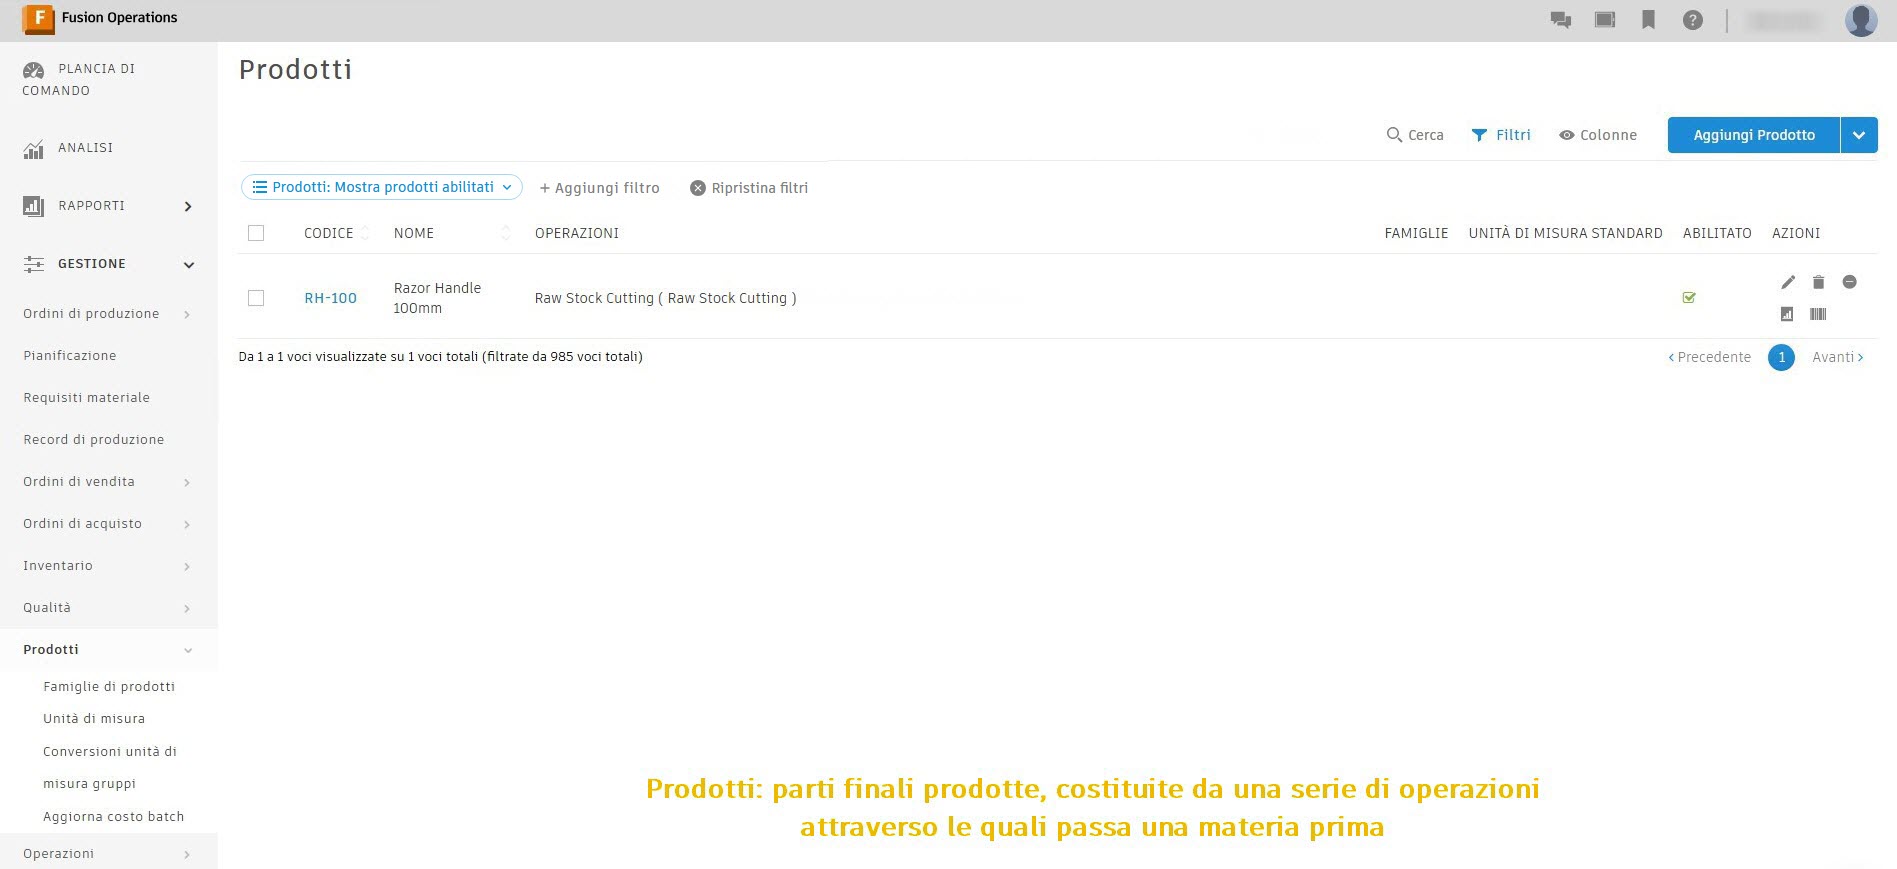 F Fusion Operations
PLANCIA DI
COMANDO
ANALISI
RAPPORTI
GESTIONE
Ordini di produzione
Pianificazione
Requisiti materiale
Record di produzione
Ordini di vendita
Ordini di acquisto
Inventario
Qualità
Prodotti
Famiglie di prodotti
Unità di misura
Conversioni unità di
misura gruppi
Aggiorna costo batch
Operazioni
Prodotti
Cerca Filtri Colonne Aggiungi Prodotto
Prodotti: Mostra prodotti abilitati + Aggiungi filtro Ripristina filtri
CODICE NOME OPERAZIONI FAMIGLIE UNITÀ DI MISURA STANDARD ABILITATO AZIONI
RH-100 Razor Handle 100mm Raw Stock Cutting ( Raw Stock Cutting )
Da 1 a 1 voci visualizzate su 1 voci totali (filtrate da 985 voci totali)
‹ Precedente 1 Avanti ›
Prodotti: parti finali prodotte, costituite da una serie di operazioni
attraverso le quali passa una materia prima